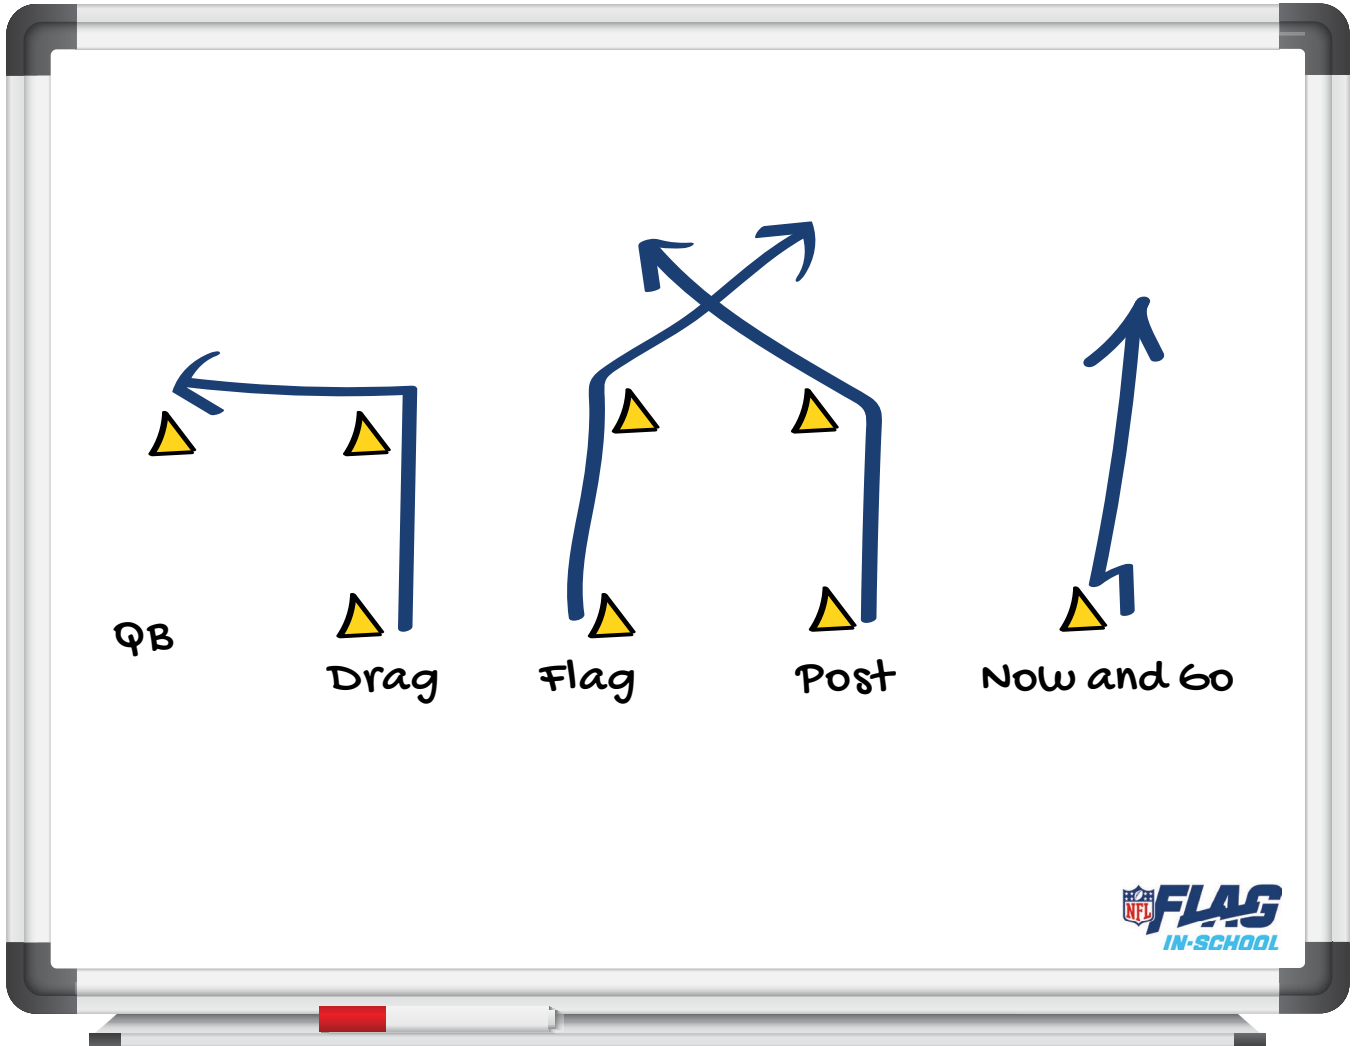 QB
Drag
Flag
Post
Now and Go
NFL FLAG
IN-SCHOOL